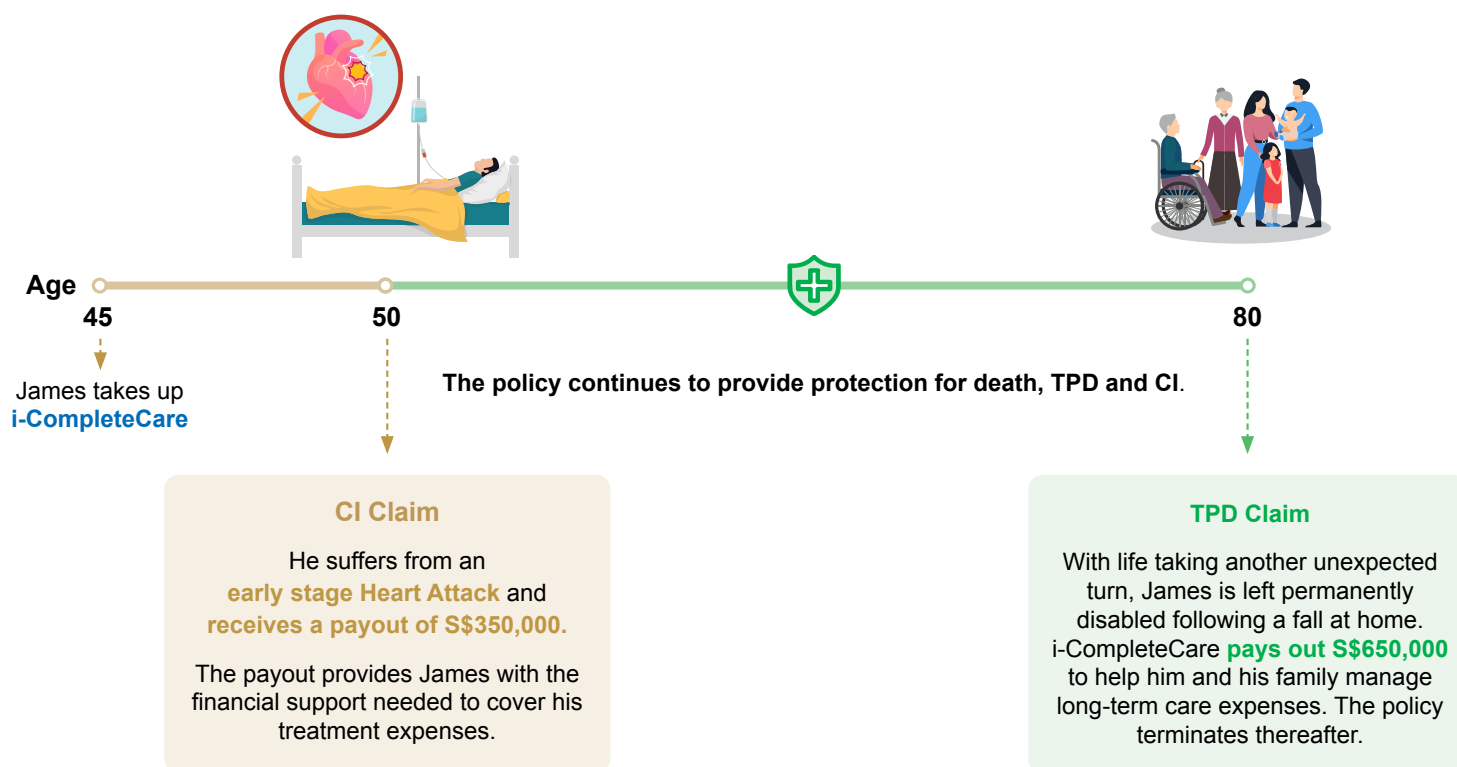 Age
45
50
80
James takes up
i-CompleteCare
The policy continues to provide protection for death, TPD and CI.
CI Claim
He suffers from an
early stage Heart Attack and
receives a payout of S$350,000.
The payout provides James with the
financial support needed to cover his
treatment expenses.
TPD Claim
With life taking another unexpected
turn, James is left permanently
disabled following a fall at home.
i-CompleteCare pays out S$650,000
to help him and his family manage
long-term care expenses. The policy
terminates thereafter.